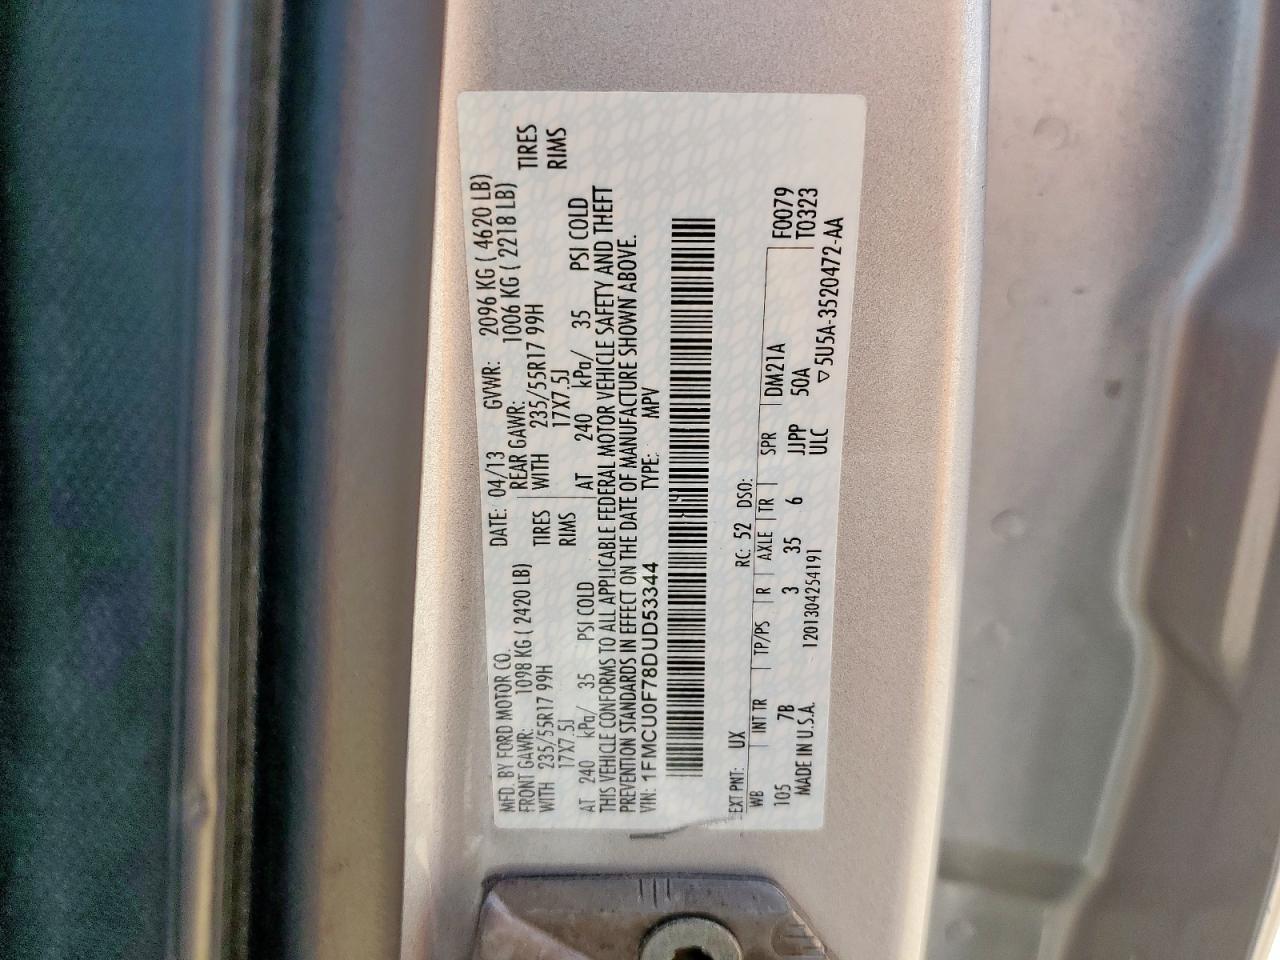 MFD. BY FORD MOTOR CO.
DATE: 04/13 GVWR: 2096 KG ( 4620 LB)
FRONT GAWR: 1098 KG ( 2420 LB)
REAR GAWR: 1006 KG ( 2218 LB)
WITH 235/55R17 99H TIRES
WITH 235/55R17 99H TIRES
17X7.5J RIMS
17X7.5J RIMS
AT 240 kPa/ 35 PSI COLD
AT 240 kPa/ 35 PSI COLD
THIS VEHICLE CONFORMS TO ALL APPLICABLE FEDERAL MOTOR VEHICLE SAFETY AND THEFT
PREVENTION STANDARDS IN EFFECT ON THE DATE OF MANUFACTURE SHOWN ABOVE.
VIN: 1FMCU0F78DUD53344 TYPE: MPV
EXT PNT: UX RC: 52 DSO:
WB INT TR TP/PS R AXLE TR SPR DM21A F0079
105 7B 3 35 6 JJPP 50A T0323
MADE IN U.S.A. 12013042541911 ULC ▽5U5A-3520472-AA